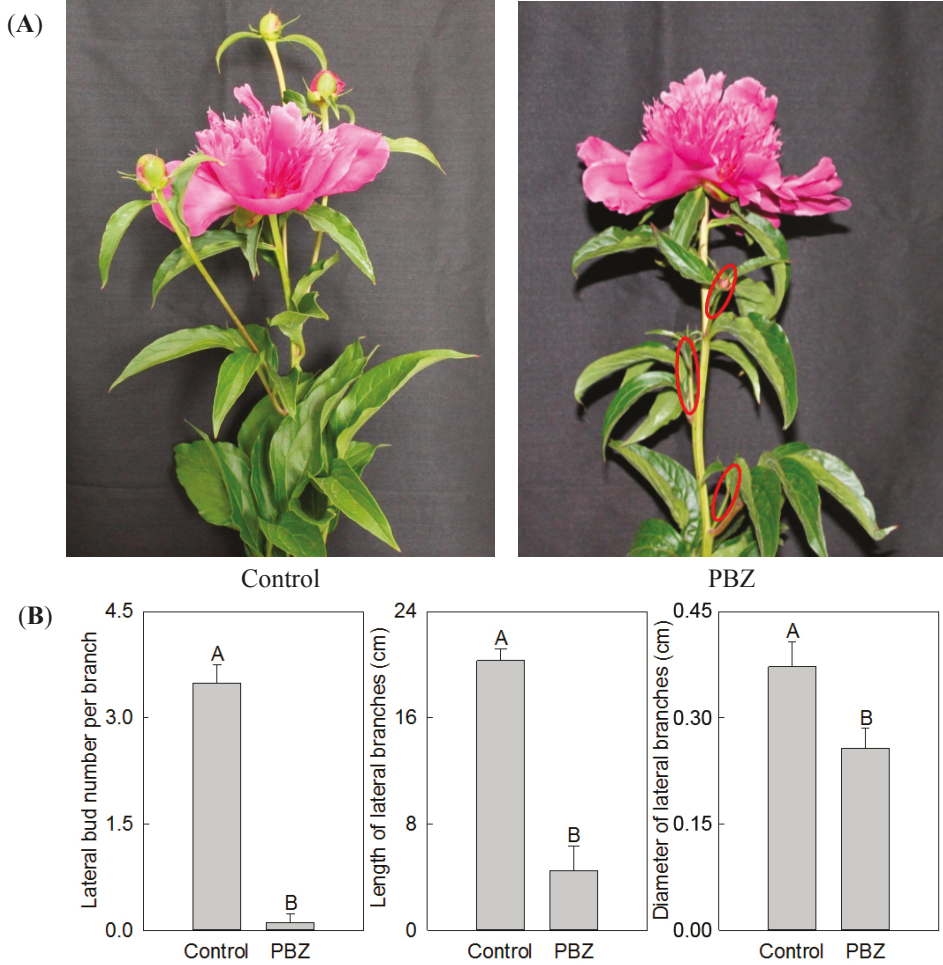 (A)
Control PBZ
(B)
Lateral bud number per branch
4.5
3.0
1.5
0.0
A
B
Control PBZ
Length of lateral branches (cm)
24
16
8
0
A
B
Control PBZ
Diameter of lateral branches (cm)
0.45
0.30
0.15
0.00
A
B
Control PBZ